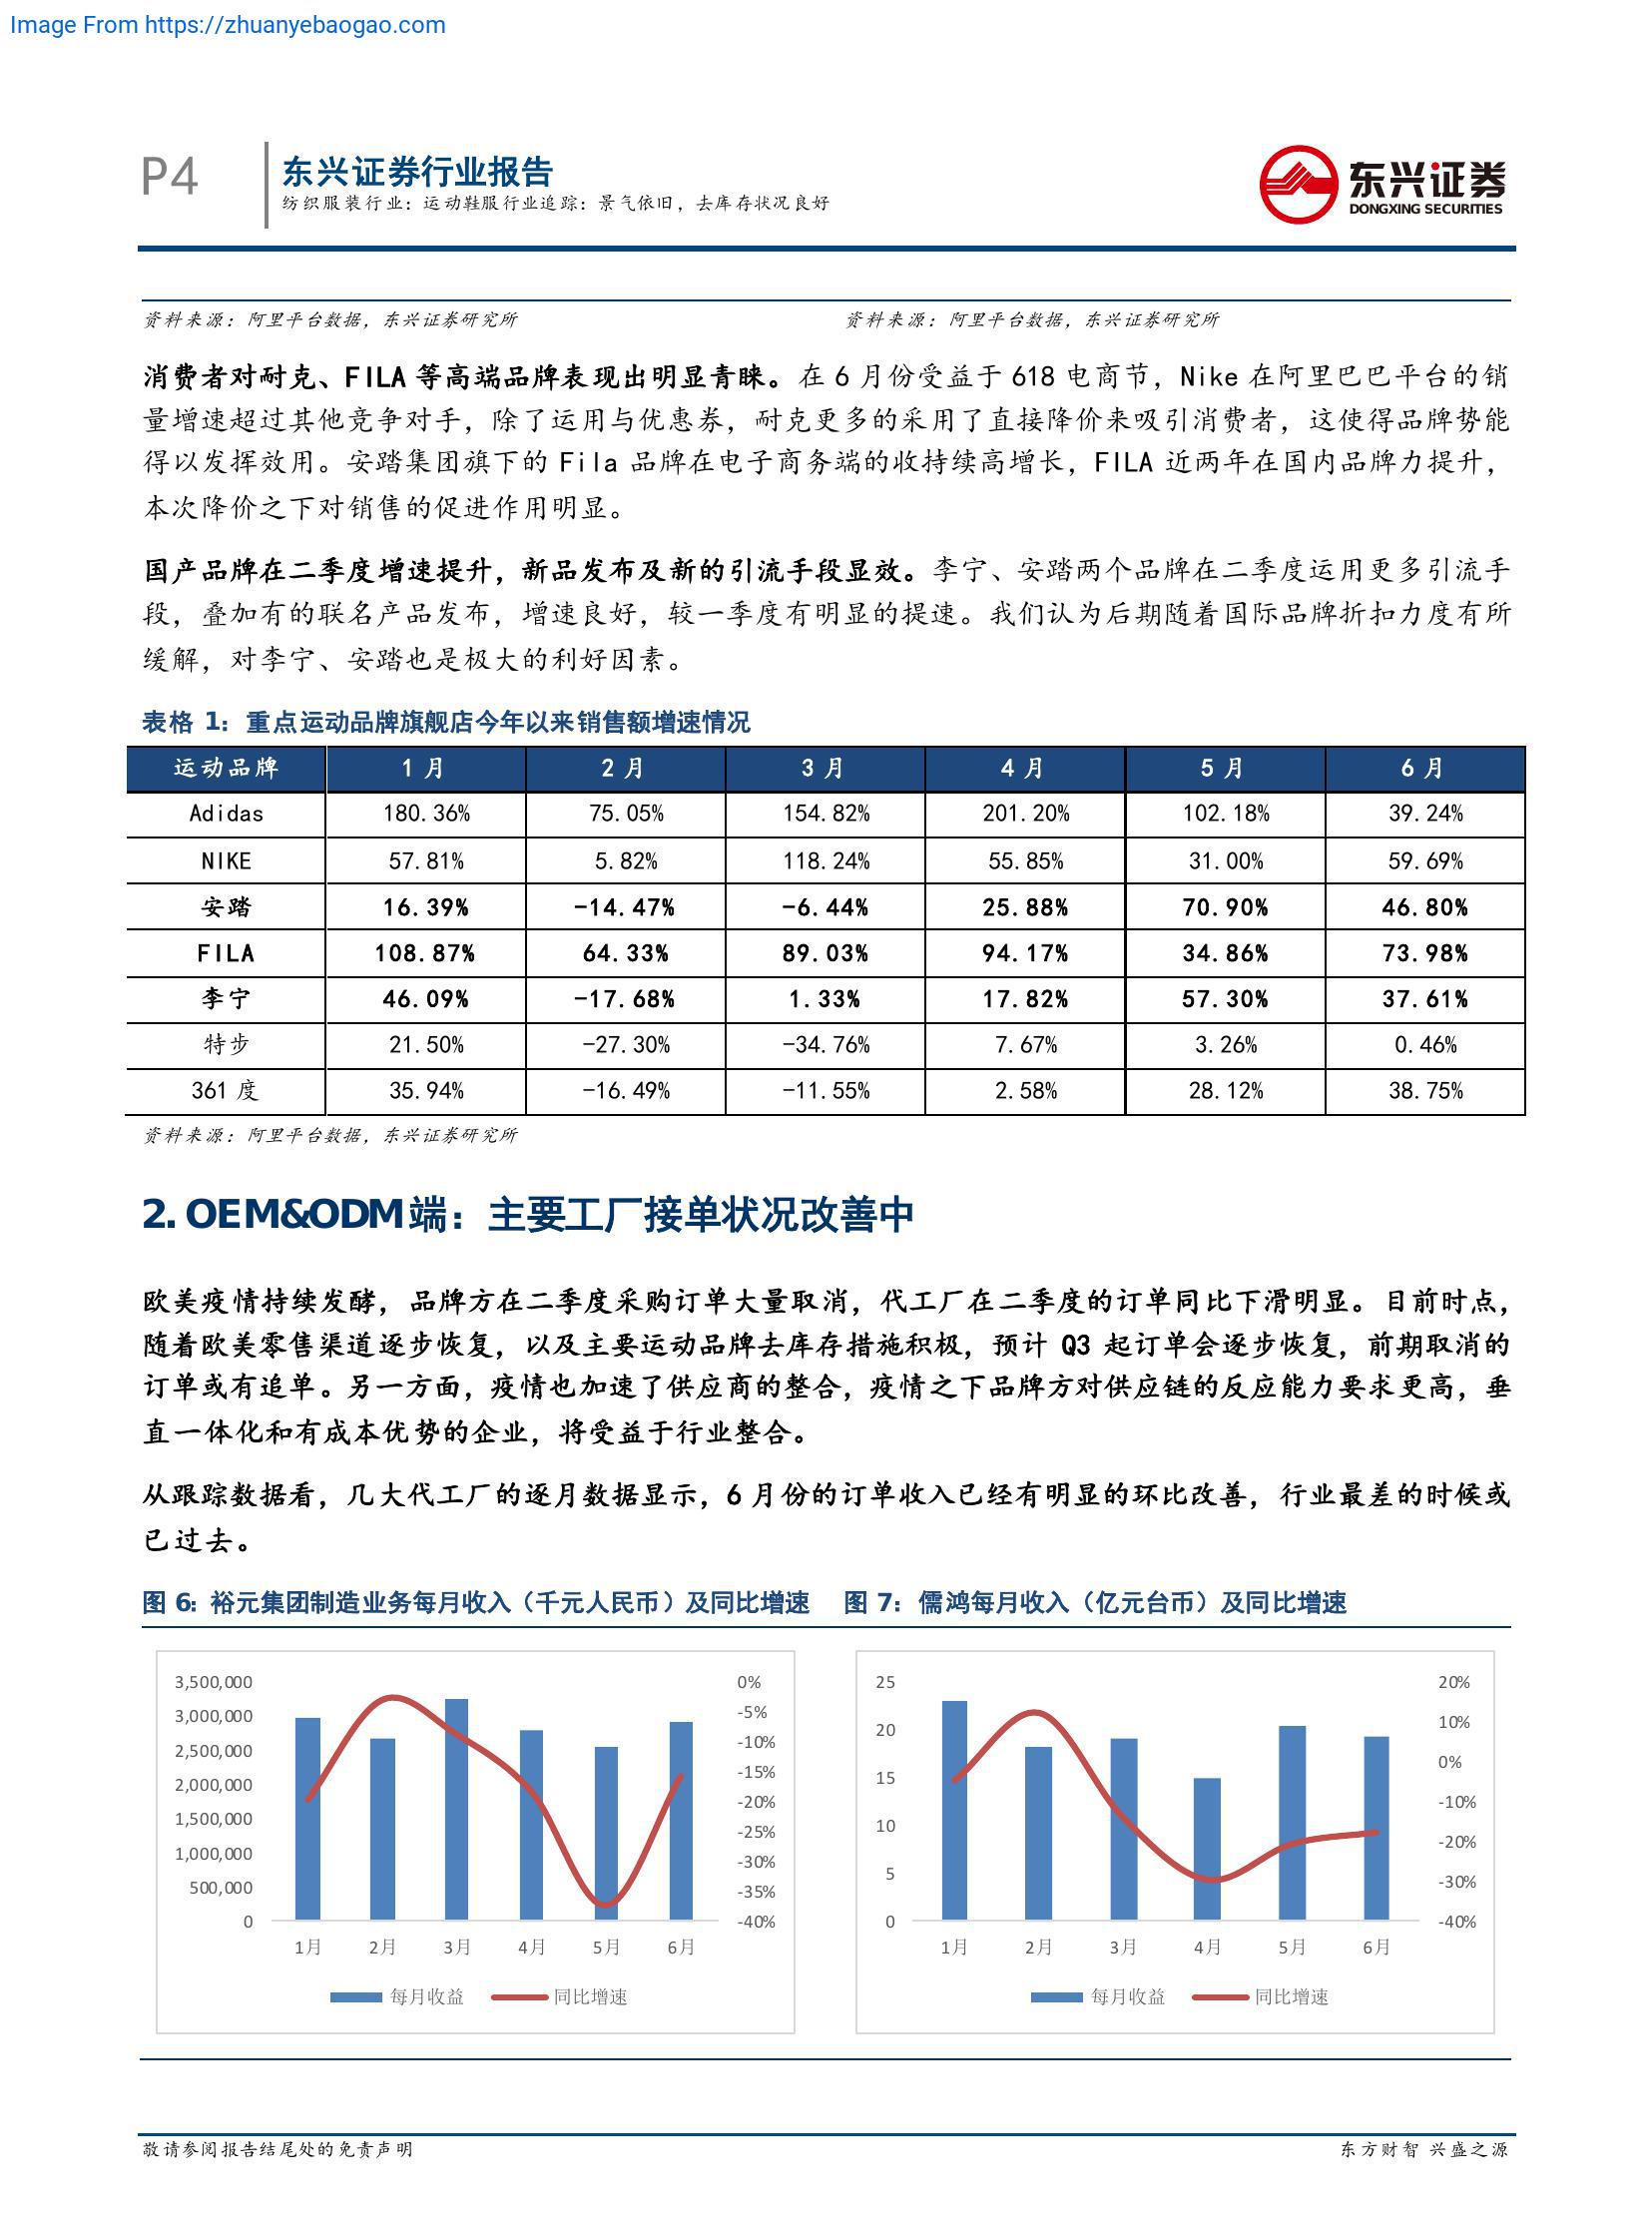 Image From https://zhuanyebaogao.com
P4
东兴证券行业报告
纺织服装行业：运动鞋服行业追踪：景气依旧，去库存状况良好
东兴证券
DONGXING SECURITIES
资料来源：阿里平台数据，东兴证券研究所 资料来源：阿里平台数据，东兴证券研究所
消费者对耐克、FILA 等高端品牌表现出明显青睐。在 6 月份受益于 618 电商节，Nike 在阿里巴巴平台的销
量增速超过其他竞争对手，除了运用与优惠券，耐克更多的采用了直接降价来吸引消费者，这使得品牌势能
得以发挥效用。安踏集团旗下的 Fila 品牌在电子商务端的收持续高增长，FILA 近两年在国内品牌力提升，
本次降价之下对销售的促进作用明显。
国产品牌在二季度增速提升，新品发布及新的引流手段显效。李宁、安踏两个品牌在二季度运用更多引流手
段，叠加有的联名产品发布，增速良好，较一季度有明显的提速。我们认为后期随着国际品牌折扣力度有所
缓解，对李宁、安踏也是极大的利好因素。
表格 1：重点运动品牌旗舰店今年以来销售额增速情况
运动品牌 1 月 2 月 3 月 4 月 5 月 6 月
Adidas 180.36% 75.05% 154.82% 201.20% 102.18% 39.24%
NIKE 57.81% 5.82% 118.24% 55.85% 31.00% 59.69%
安踏 16.39% -14.47% -6.44% 25.88% 70.90% 46.80%
FILA 108.87% 64.33% 89.03% 94.17% 34.86% 73.98%
李宁 46.09% -17.68% 1.33% 17.82% 57.30% 37.61%
特步 21.50% -27.30% -34.76% 7.67% 3.26% 0.46%
361 度 35.94% -16.49% -11.55% 2.58% 28.12% 38.75%
资料来源：阿里平台数据，东兴证券研究所
2. OEM&ODM 端：主要工厂接单状况改善中
欧美疫情持续发酵，品牌方在二季度采购订单大量取消，代工厂在二季度的订单同比下滑明显。目前时点，
随着欧美零售渠道逐步恢复，以及主要运动品牌去库存措施积极，预计 Q3 起订单会逐步恢复，前期取消的
订单或有追单。另一方面，疫情也加速了供应商的整合，疫情之下品牌方对供应链的反应能力要求更高，垂
直一体化和有成本优势的企业，将受益于行业整合。
从跟踪数据看，几大代工厂的逐月数据显示，6 月份的订单收入已经有明显的环比改善，行业最差的时候或
已过去。
图 6：裕元集团制造业务每月收入（千元人民币）及同比增速
3,500,000
3,000,000
2,500,000
2,000,000
1,500,000
1,000,000
500,000
0
0%
-5%
-10%
-15%
-20%
-25%
-30%
-35%
-40%
1月 2月 3月 4月 5月 6月
每月收益 同比增速
图 7：儒鸿每月收入（亿元台币）及同比增速
25
20
15
10
5
0
20%
10%
0%
-10%
-20%
-30%
-40%
1月 2月 3月 4月 5月 6月
每月收益 同比增速
敬请参阅报告结尾处的免责声明
东方财智 兴盛之源